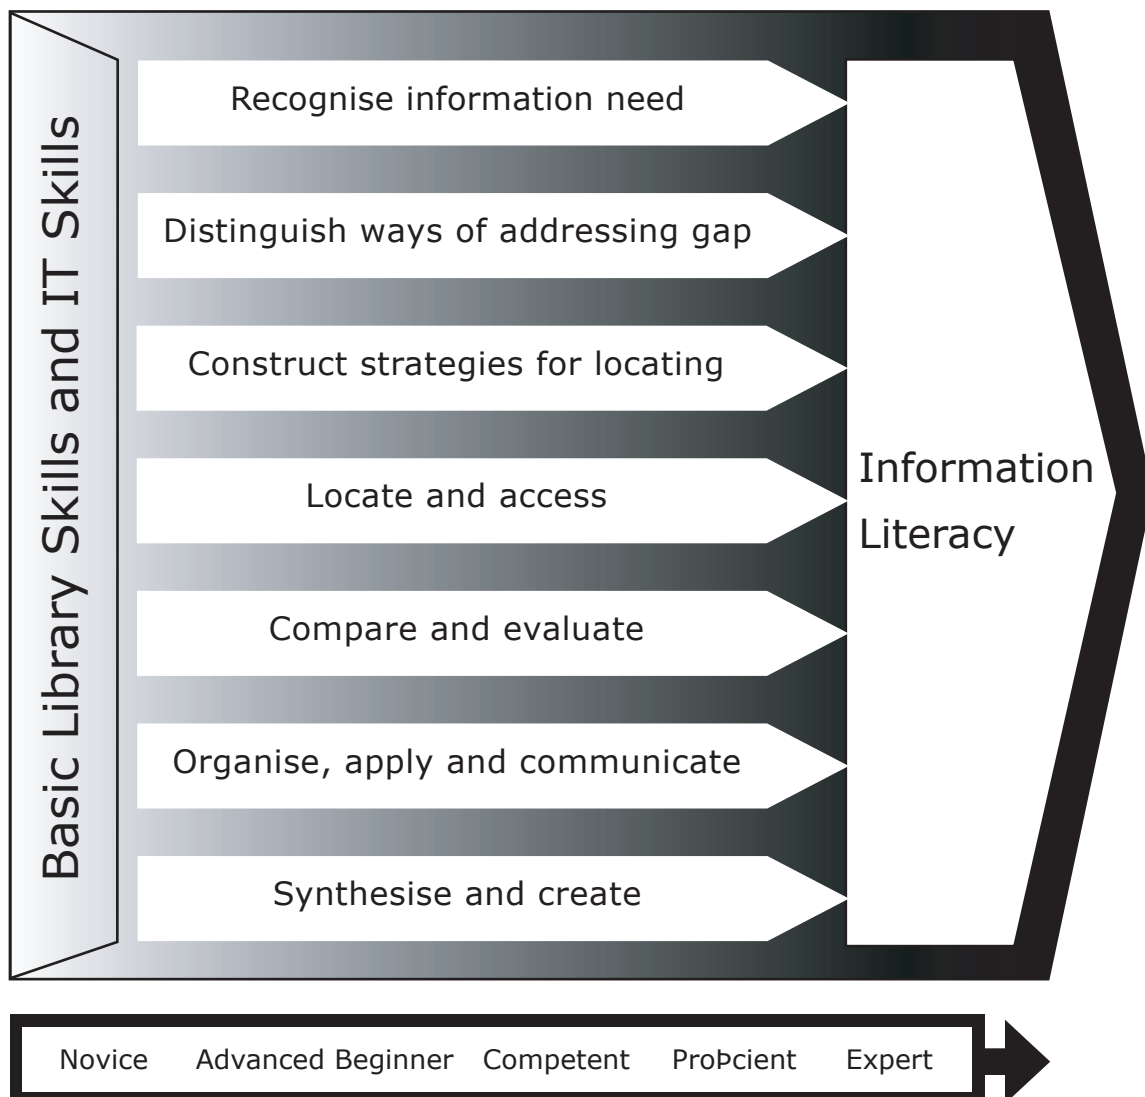 Basic Library Skills and IT Skills
Recognise information need
Distinguish ways of addressing gap
Construct strategies for locating
Locate and access
Compare and evaluate
Organise, apply and communicate
Synthesise and create
Information
Literacy
Novice Advanced Beginner Competent ProÞcient Expert